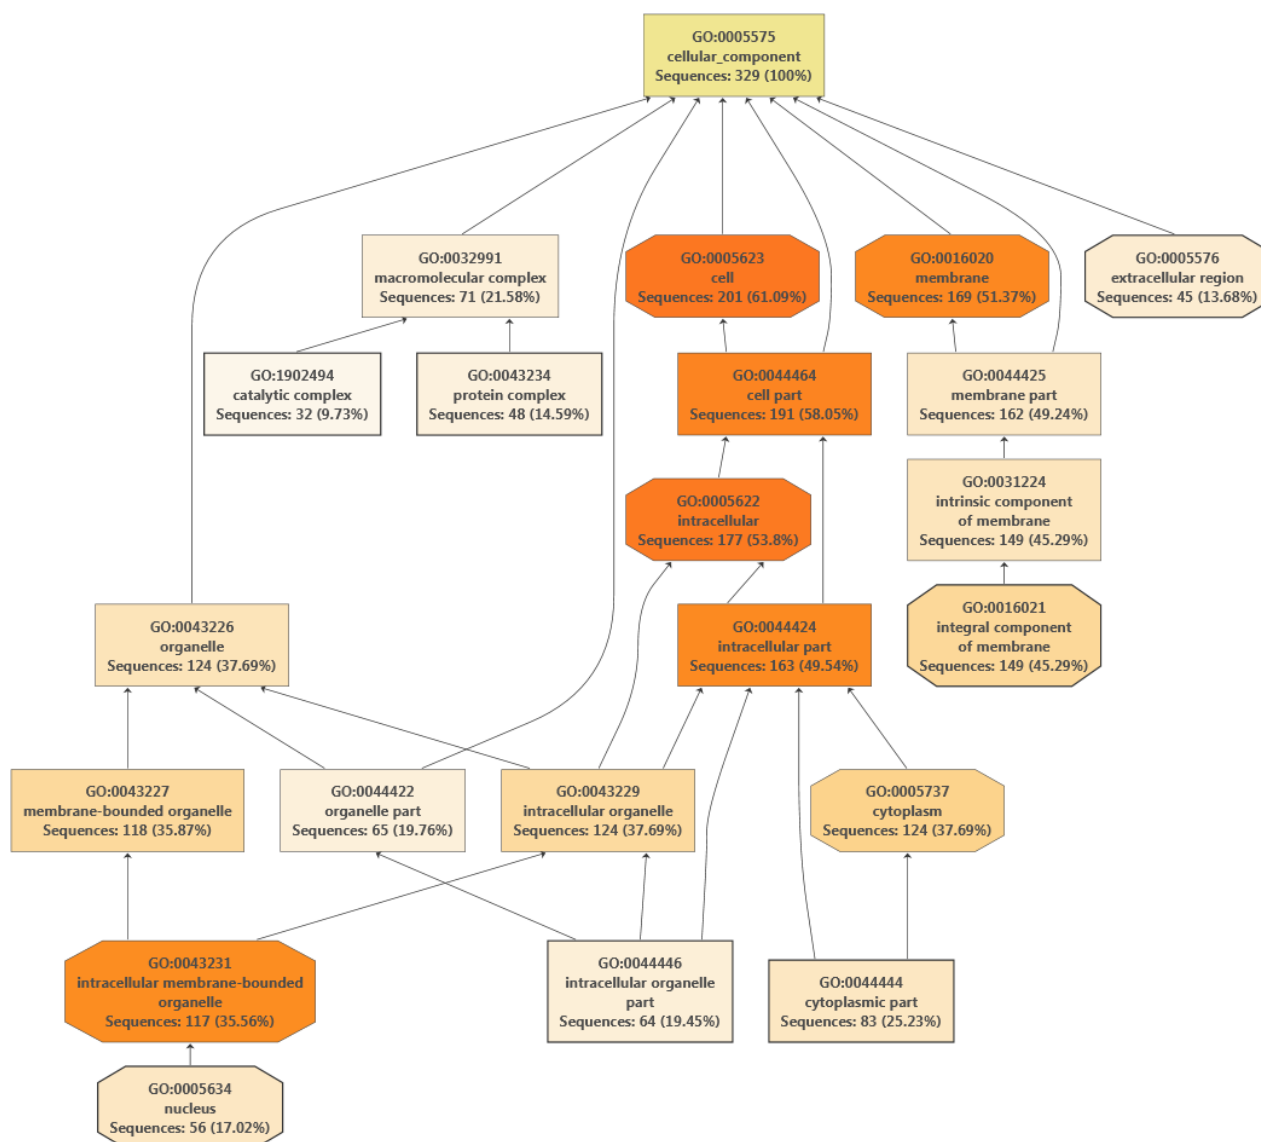 GO:0005575
cellular_component
Sequences: 329 (100%)
GO:0032991
macromolecular complex
Sequences: 71 (21.58%)
GO:0005623
cell
Sequences: 201 (61.09%)
GO:0016020
membrane
Sequences: 169 (51.37%)
GO:0005576
extracellular region
Sequences: 45 (13.68%)
GO:1902494
catalytic complex
Sequences: 32 (9.73%)
GO:0043234
protein complex
Sequences: 48 (14.59%)
GO:0044464
cell part
Sequences: 191 (58.05%)
GO:0044425
membrane part
Sequences: 162 (49.24%)
GO:0005622
intracellular
Sequences: 177 (53.8%)
GO:0031224
intrinsic component
of membrane
Sequences: 149 (45.29%)
GO:0043226
organelle
Sequences: 124 (37.69%)
GO:0044424
intracellular part
Sequences: 163 (49.54%)
GO:0016021
integral component
of membrane
Sequences: 149 (45.29%)
GO:0043227
membrane-bounded organelle
Sequences: 118 (35.87%)
GO:0044422
organelle part
Sequences: 65 (19.76%)
GO:0043229
intracellular organelle
Sequences: 124 (37.69%)
GO:0005737
cytoplasm
Sequences: 124 (37.69%)
GO:0043231
intracellular membrane-bounded
organelle
Sequences: 117 (35.56%)
GO:0044446
intracellular organelle
part
Sequences: 64 (19.45%)
GO:0044444
cytoplasmic part
Sequences: 83 (25.23%)
GO:0005634
nucleus
Sequences: 56 (17.02%)